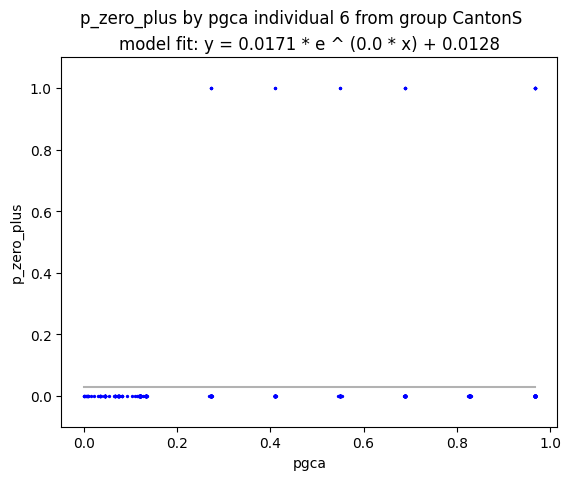 p_zero_plus by pgca individual 6 from group CantonS
model fit: y = 0.0171 * e ^ (0.0 * x) + 0.0128
1.0
0.8
0.6
0.4
0.2
0.0
p_zero_plus
0.0 0.2 0.4 0.6 0.8 1.0
pgca